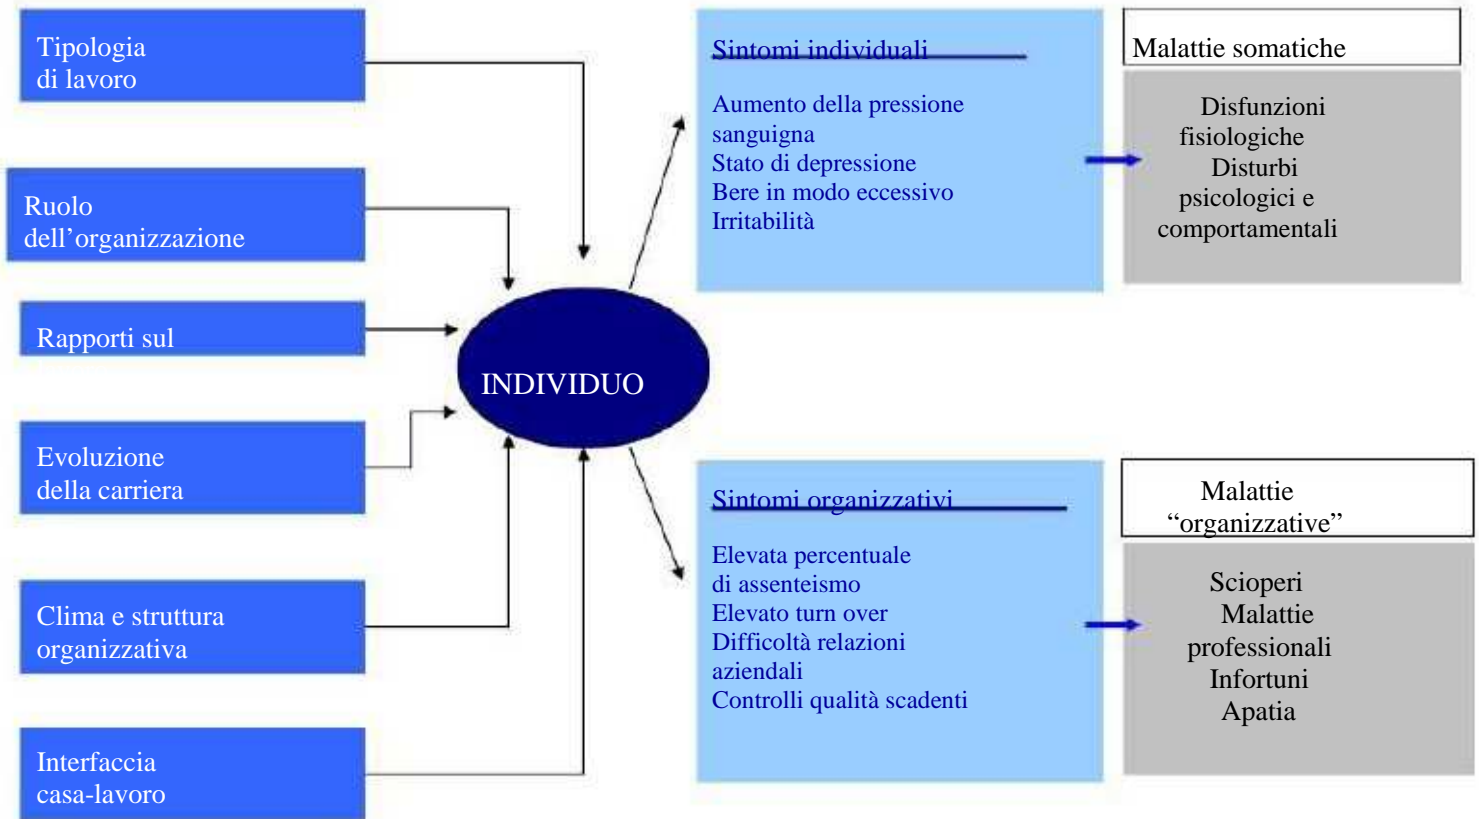 Tipologia
di lavoro
Ruolo
dell’organizzazione
Rapporti sul
Evoluzione
della carriera
Clima e struttura
organizzativa
Interfaccia
casa-lavoro
INDIVIDUO
Sintomi individuali
Aumento della pressione
sanguigna
Stato di depressione
Bere in modo eccessivo
Irritabilità
Malattie somatiche
Disfunzioni
fisiologiche
Disturbi
psicologici e
comportamentali
Sintomi organizzativi
Elevata percentuale
di assenteismo
Elevato turn over
Difficoltà relazioni
aziendali
Controlli qualità scadenti
Malattie
“organizzative”
Scioperi
Malattie
professionali
Infortuni
Apatia